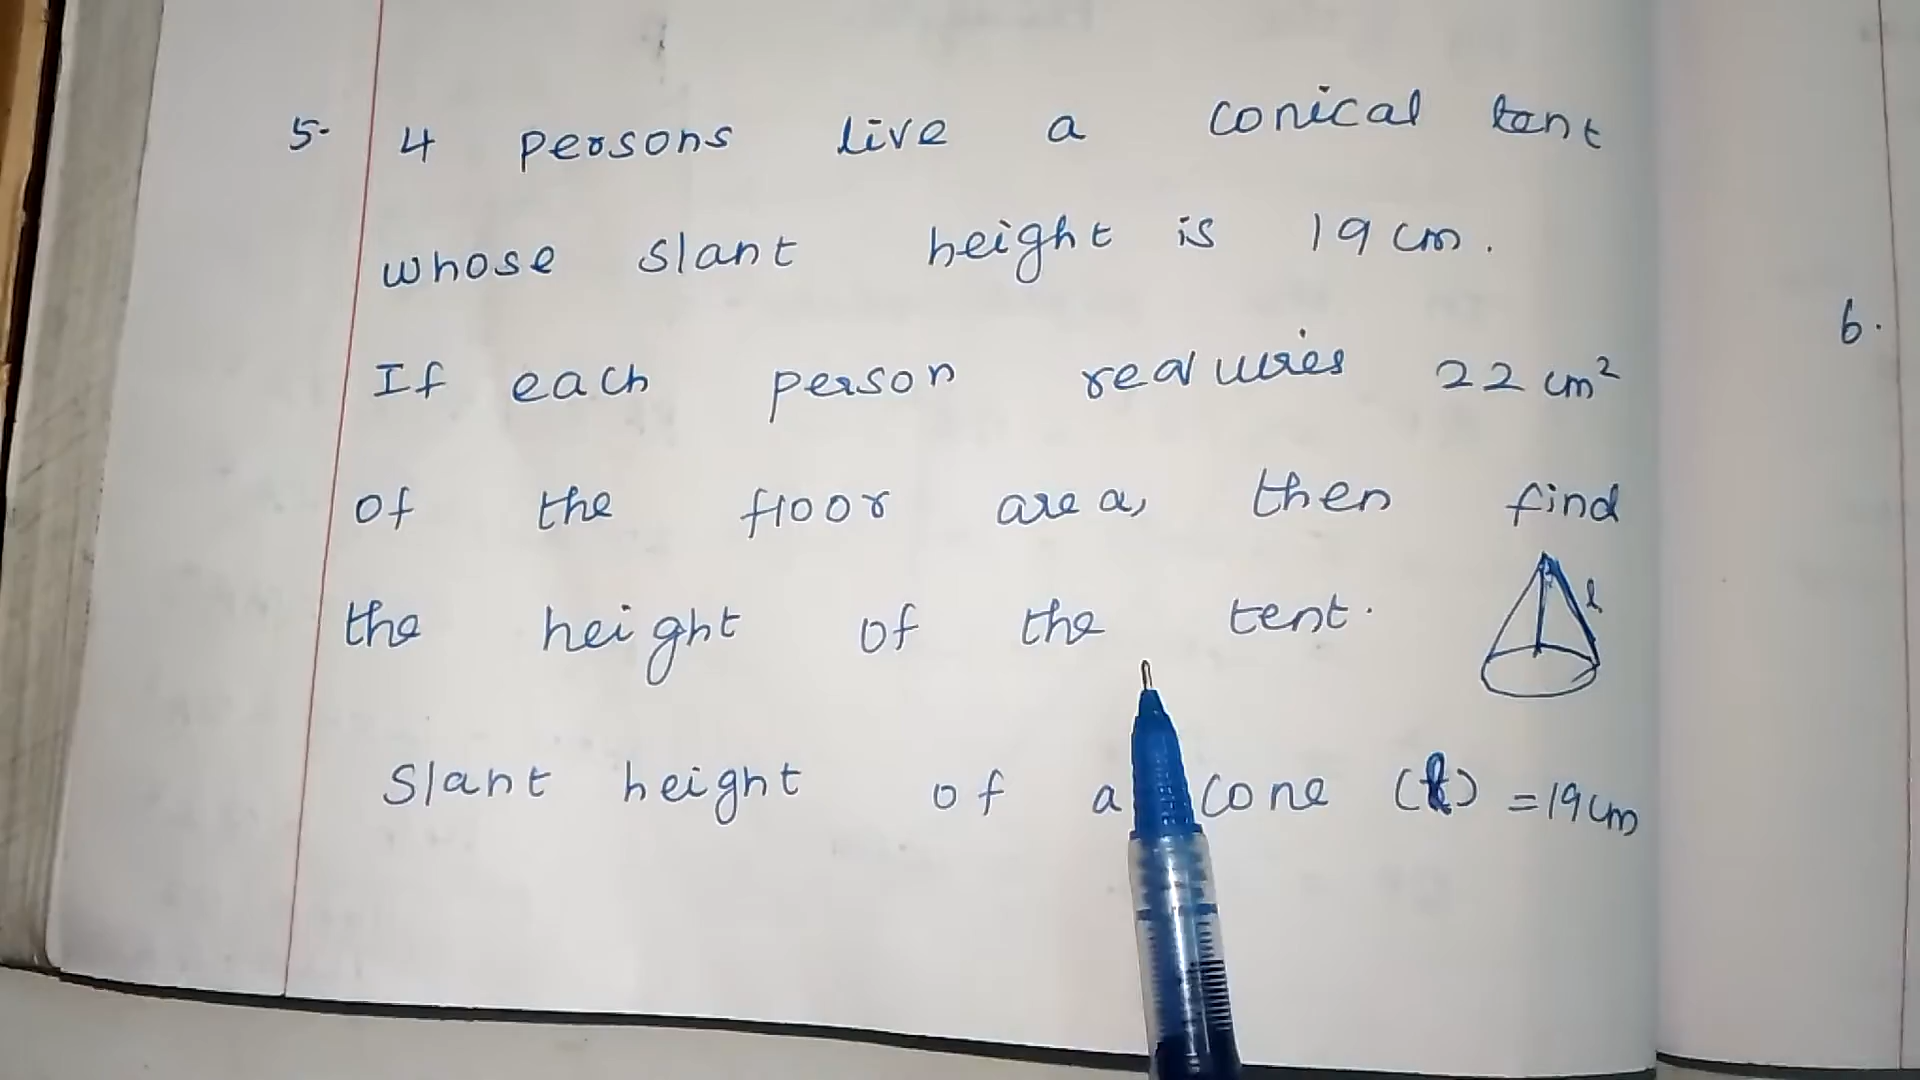 5. 4 persons live a conical tent
whose slant height is 19 cm.
If each person requires 22 cm²
of the floor area, then find
the height of the tent.
l
Slant height of a cone (l) = 19 cm
6.